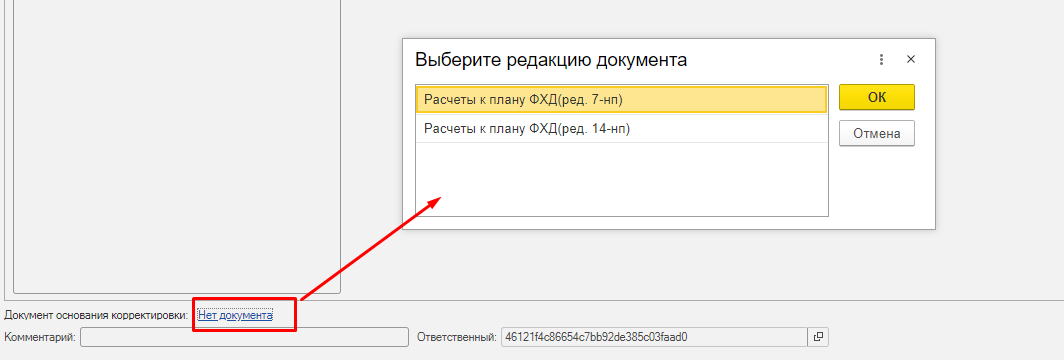 Выберите редакцию документа
Расчеты к плану ФХД(ред. 7-нп)
ОК
Расчеты к плану ФХД(ред. 14-нп)
Отмена
Документ основания корректировки: Нет документа
Комментарий: Ответственный: 46121f4c86654c7bb92de385c03faad0